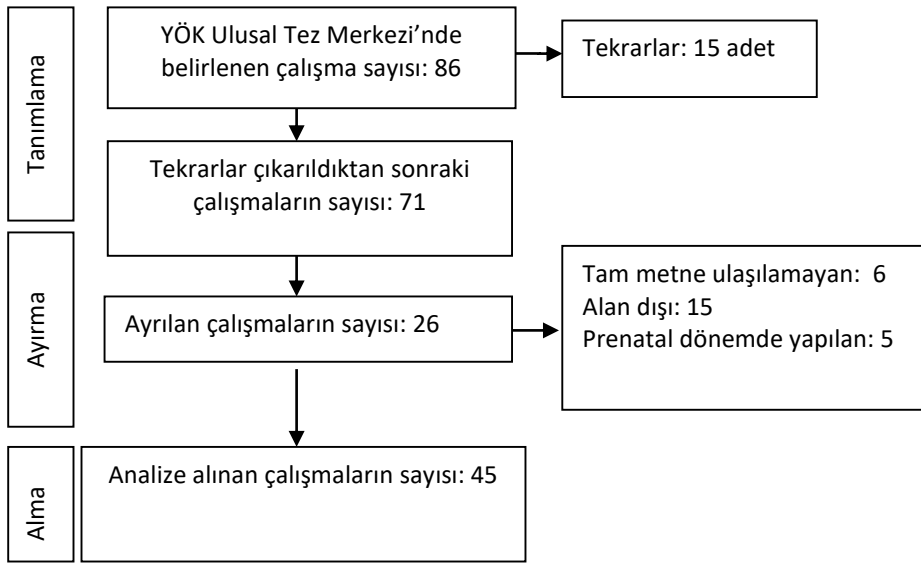 Tanımlama
YÖK Ulusal Tez Merkezi’nde
belirlenen çalışma sayısı: 86
Tekrarlar: 15 adet
Tekrarlar çıkarıldıktan sonraki
çalışmaların sayısı: 71
Ayırma
Ayrılan çalışmaların sayısı: 26
Tam metne ulaşılamayan: 6
Alan dışı: 15
Prenatal dönemde yapılan: 5
Alma
Analize alınan çalışmaların sayısı: 45